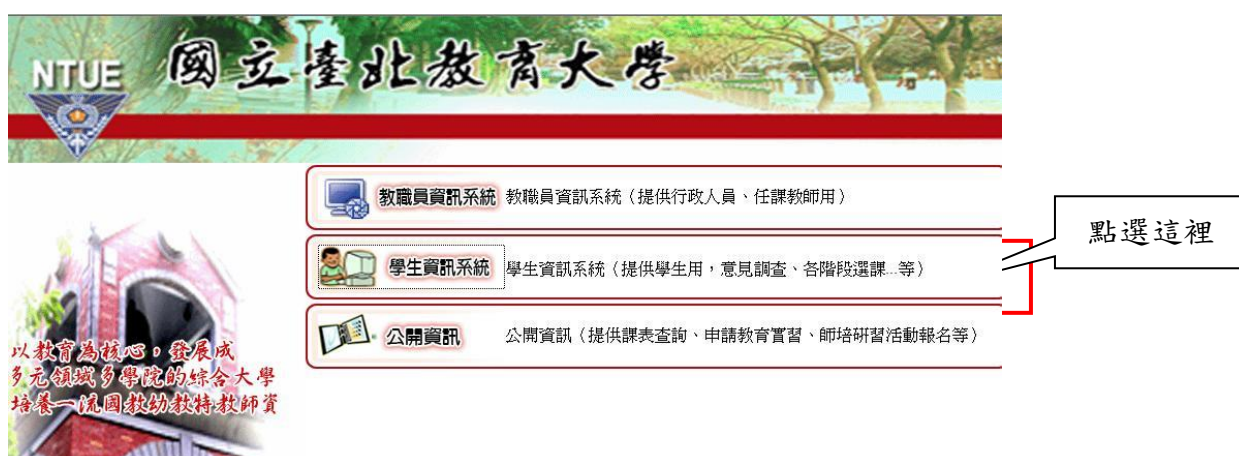 NTUE 國立臺北教育大學
教職員資訊系統 教職員資訊系統（提供行政人員、任課教師用）
學生資訊系統 學生資訊系統（提供學生用，意見調查、各階段選課...等）
點選這裡
公開資訊 公開資訊（提供課表查詢、申請教育實習、師培研習活動報名等）
以教育為核心，發展成
多元領域多學院的綜合大學
培養一流國教幼教特教師資